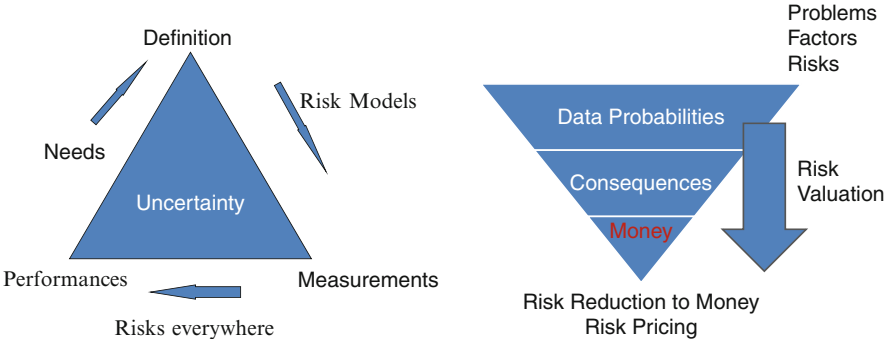 Definition
Risk Models
Needs
Uncertainty
Performances
Measurements
Risks everywhere
Problems
Factors
Risks
Data Probabilities
Consequences
Money
Risk
Valuation
Risk Reduction to Money
Risk Pricing